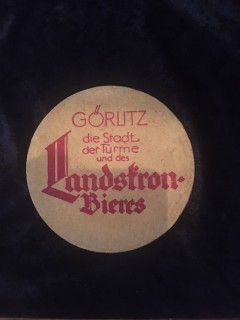 GÖRLITZ
die Stadt
der Türme
und des
Landskron-
Bieres